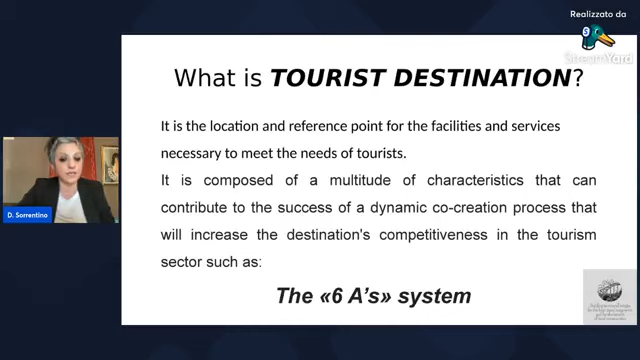 Realizzato da
StreamYard
What is TOURIST DESTINATION?
It is the location and reference point for the facilities and services
necessary to meet the needs of tourists.
It is composed of a multitude of characteristics that can
contribute to the success of a dynamic co-creation process that
will increase the destination's competitiveness in the tourism
sector such as:
The «6 A’s» system
D. Sorrentino